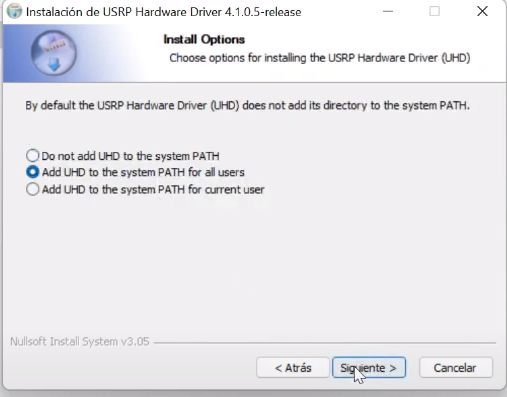 Instalación de USRP Hardware Driver 4.1.0.5-release
Install Options
Choose options for installing the USRP Hardware Driver (UHD)
By default the USRP Hardware Driver (UHD) does not add its directory to the system PATH.
Do not add UHD to the system PATH
Add UHD to the system PATH for all users
Add UHD to the system PATH for current user
Nullsoft Install System v3.05
< Atrás
Siguiente >
Cancelar